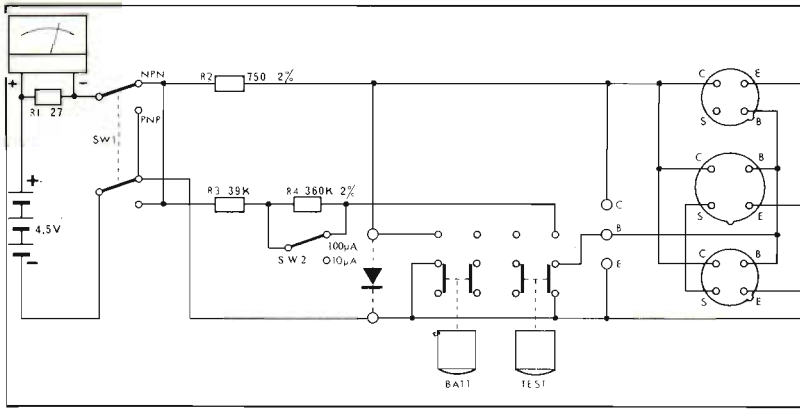 + -
R1 27
NPN
PNP
SW1
R2 750 2%
R3 39K
R4 360K 2%
SW2
100µA
10µA
+
4,5V
-
C
B
E
C E
S B
C B
S E
C B
S E
BATT
TEST